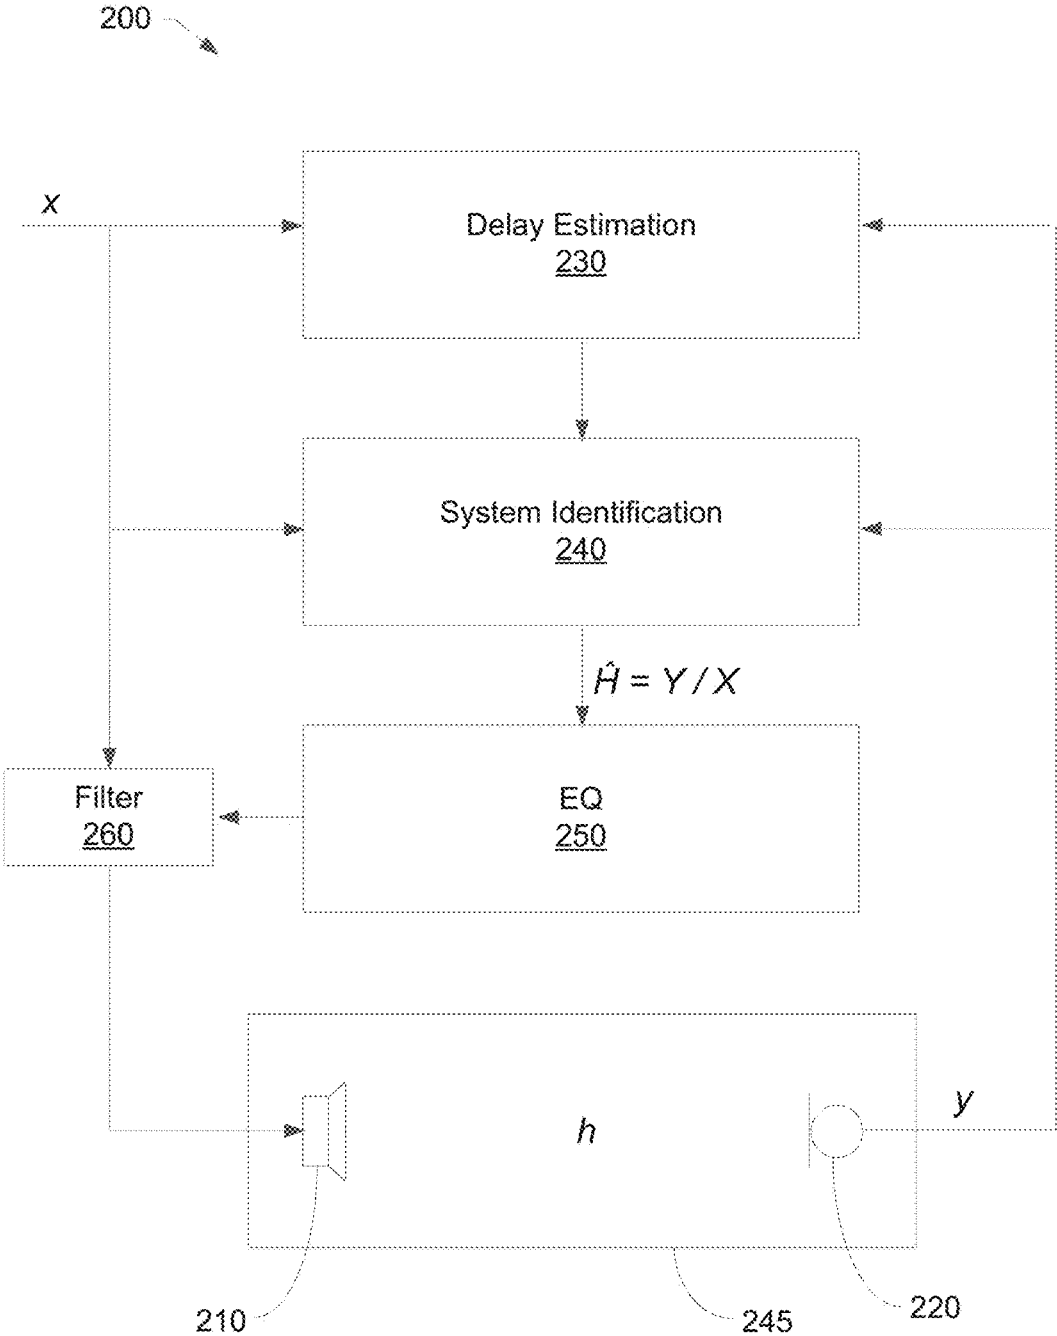 200
x
Delay Estimation
230
System Identification
240
Ĥ = Y / X
Filter
260
EQ
250
h
y
210
245
220